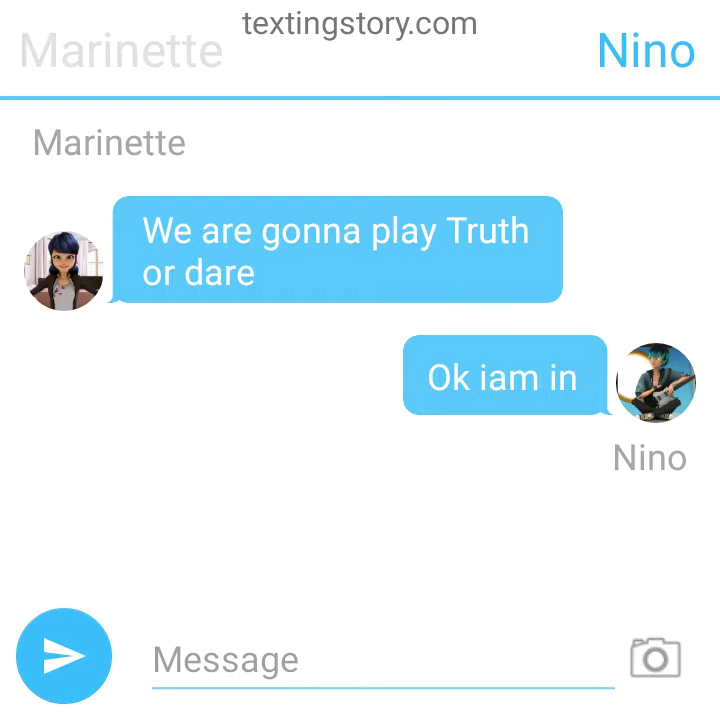 textingstory.com
Marinette
Nino
Marinette
We are gonna play Truth
or dare
Ok iam in
Nino
Message